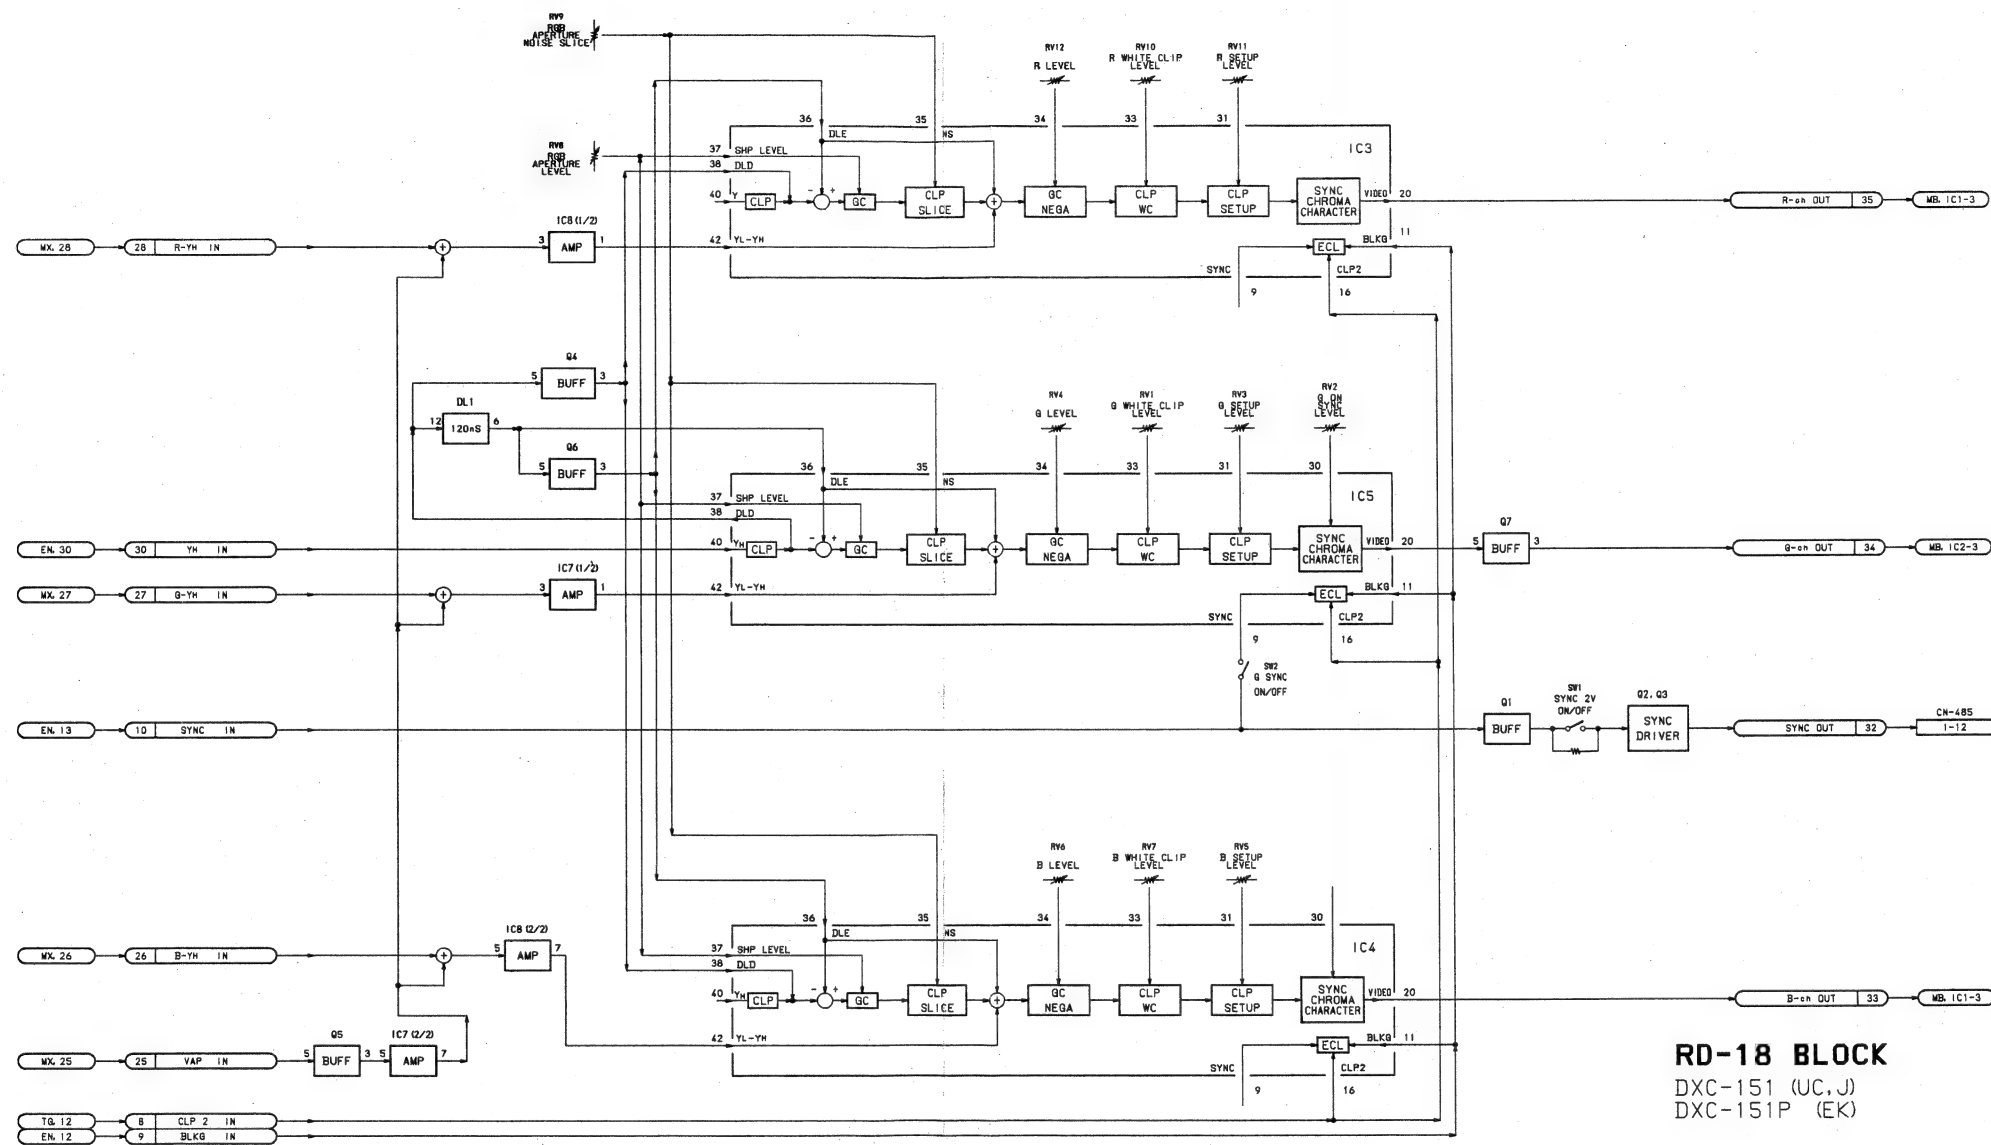 RV9
RGB
APERTURE
NOISE SLICE
RV12
R LEVEL
RV10
R WHITE CLIP
LEVEL
RV11
R SETUP
LEVEL
RV8
RGB
APERTURE
LEVEL
36
35
34
33
31
DLE
NS
IC3
37 SHP LEVEL
38 DLD
40 Y
CLP
- +
GC
CLP
SLICE
+
GC
NEGA
CLP
WC
CLP
SETUP
SYNC
CHROMA
CHARACTER
VIDEO 20
R-ch OUT 35
MB. IC1-3
MX. 28
28 R-YH IN
+
IC8 (1/2)
3 AMP 1
42 YL-YH
ECL
BLKG 11
SYNC
CLP2
9
16
Q4
5 BUFF 3
DL1
12 120nS 6
Q6
5 BUFF 3
RV4
G LEVEL
RV1
G WHITE CLIP
LEVEL
RV3
G SETUP
LEVEL
RV2
G ON
SYNC
LEVEL
36
35
34
33
31
30
DLE
NS
IC5
37 SHP LEVEL
38 DLD
EN. 30
30 YH IN
40 YH
CLP
- +
GC
CLP
SLICE
+
GC
NEGA
CLP
WC
CLP
SETUP
SYNC
CHROMA
CHARACTER
VIDEO 20
Q7
5 BUFF 3
G-ch OUT 34
MB. IC2-3
MX. 27
27 G-YH IN
+
IC7 (1/2)
3 AMP 1
42 YL-YH
ECL
BLKG 11
SYNC
CLP2
9
16
SW2
G SYNC
ON/OFF
EN. 13
10 SYNC IN
Q1
BUFF
SW1
SYNC 2V
ON/OFF
Q2, Q3
SYNC
DRIVER
SYNC OUT 32
CN-485
1-12
RV6
B LEVEL
RV7
B WHITE CLIP
LEVEL
RV5
B SETUP
LEVEL
36
35
34
33
31
30
DLE
NS
IC4
MX. 26
26 B-YH IN
+
IC8 (2/2)
5 AMP 7
37 SHP LEVEL
38 DLD
40 YH
CLP
- +
GC
CLP
SLICE
+
GC
NEGA
CLP
WC
CLP
SETUP
SYNC
CHROMA
CHARACTER
VIDEO 20
B-ch OUT 33
MB. IC1-3
42 YL-YH
ECL
BLKG 11
SYNC
CLP2
9
16
MX. 25
25 VAP IN
Q5
5 BUFF 3
IC7 (2/2)
5 AMP 7
TG. 12
8 CLP 2 IN
EN. 12
9 BLKG IN
RD-18 BLOCK
DXC-151 (UC, J)
DXC-151P (EK)